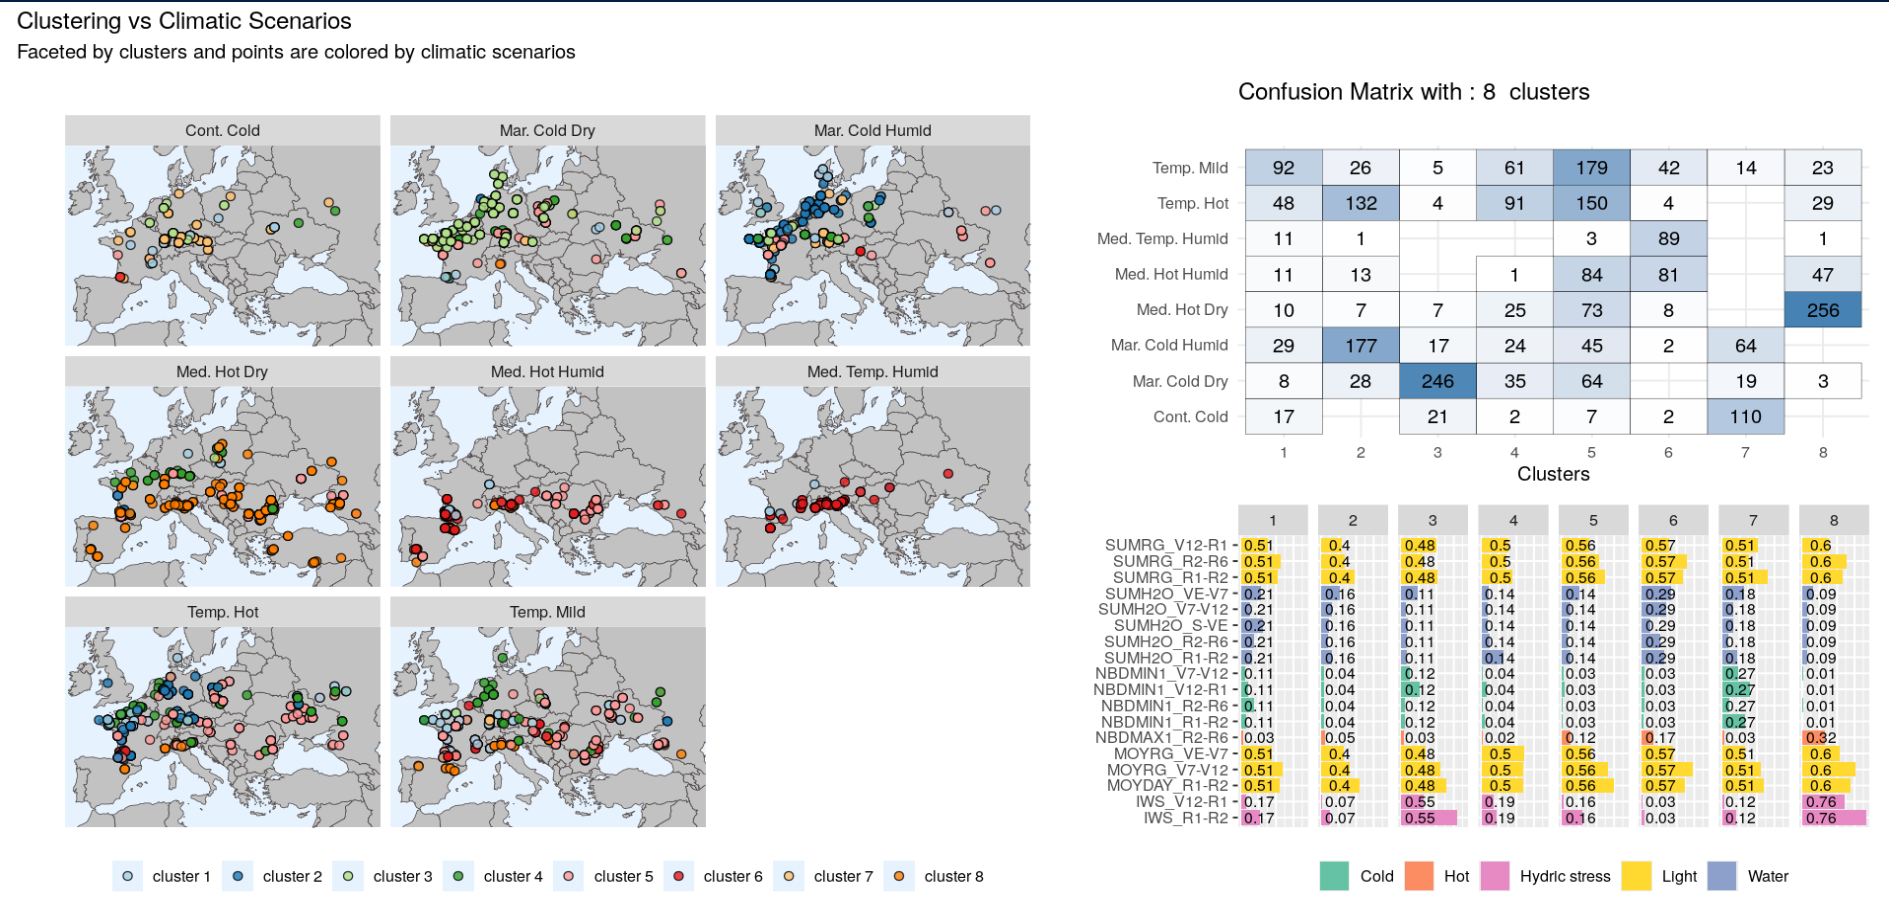 Clustering vs Climatic Scenarios
Faceted by clusters and points are colored by climatic scenarios
Cont. Cold
Mar. Cold Dry
Mar. Cold Humid
Med. Hot Dry
Med. Hot Humid
Med. Temp. Humid
Temp. Hot
Temp. Mild
cluster 1
cluster 2
cluster 3
cluster 4
cluster 5
cluster 6
cluster 7
cluster 8
Confusion Matrix with : 8 clusters
Temp. Mild 92 26 5 61 179 42 14 23
Temp. Hot 48 132 4 91 150 4 29
Med. Temp. Humid 11 1 3 89 1
Med. Hot Humid 11 13 1 84 81 47
Med. Hot Dry 10 7 7 25 73 8 256
Mar. Cold Humid 29 177 17 24 45 2 64
Mar. Cold Dry 8 28 246 35 64 19 3
Cont. Cold 17 21 2 7 2 110
1 2 3 4 5 6 7 8
Clusters
1 2 3 4 5 6 7 8
SUMRG_V12-R1 0.51 0.4 0.48 0.5 0.56 0.57 0.51 0.6
SUMRG_R2-R6 0.51 0.4 0.48 0.5 0.56 0.57 0.51 0.6
SUMRG_R1-R2 0.51 0.4 0.48 0.5 0.56 0.57 0.51 0.6
SUMH2O_VE-V7 0.21 0.16 0.11 0.14 0.14 0.29 0.18 0.09
SUMH2O_V7-V12 0.21 0.16 0.11 0.14 0.14 0.29 0.18 0.09
SUMH2O_S-VE 0.21 0.16 0.11 0.14 0.14 0.29 0.18 0.09
SUMH2O_R2-R6 0.21 0.16 0.11 0.14 0.14 0.29 0.18 0.09
SUMH2O_R1-R2 0.21 0.16 0.11 0.14 0.14 0.29 0.18 0.09
NBDMIN1_V7-V12 0.11 0.04 0.12 0.04 0.03 0.03 0.27 0.01
NBDMIN1_V12-R1 0.11 0.04 0.12 0.04 0.03 0.03 0.27 0.01
NBDMIN1_R2-R6 0.11 0.04 0.12 0.04 0.03 0.03 0.27 0.01
NBDMIN1_R1-R2 0.11 0.04 0.12 0.04 0.03 0.03 0.27 0.01
NBDMAX1_R2-R6 0.03 0.05 0.03 0.02 0.12 0.17 0.03 0.32
MOYRG_VE-V7 0.51 0.4 0.48 0.5 0.56 0.57 0.51 0.6
MOYRG_V7-V12 0.51 0.4 0.48 0.5 0.56 0.57 0.51 0.6
MOYDAY_R1-R2 0.51 0.4 0.48 0.5 0.56 0.57 0.51 0.6
IWS_V12-R1 0.17 0.07 0.55 0.19 0.16 0.03 0.12 0.76
IWS_R1-R2 0.17 0.07 0.55 0.19 0.16 0.03 0.12 0.76
Cold
Hot
Hydric stress
Light
Water